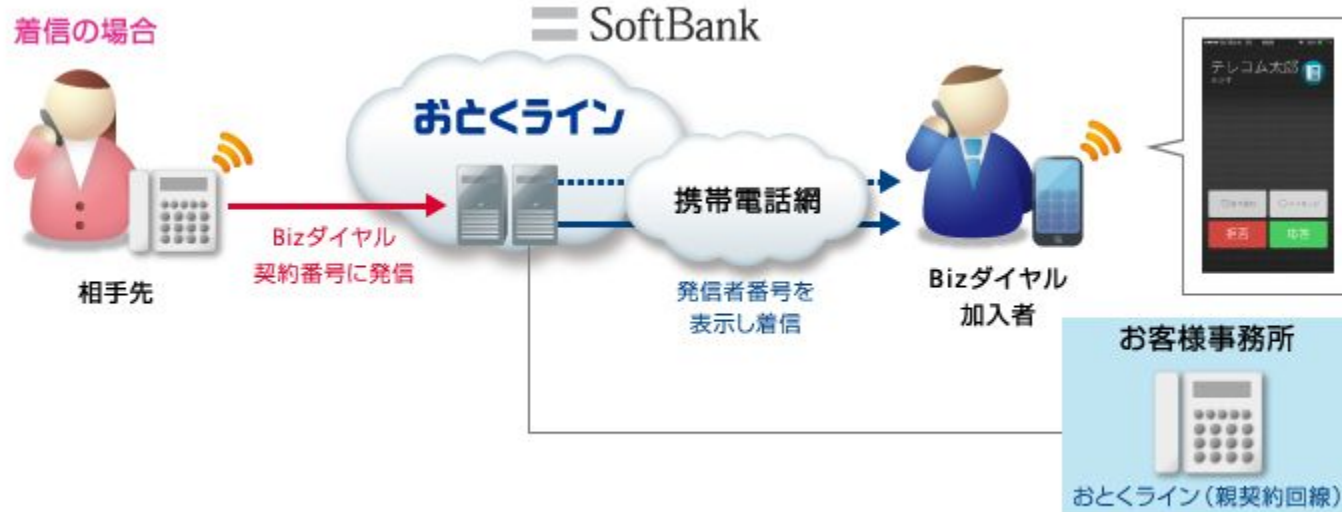 着信の場合
SoftBank
おとくライン
携帯電話網
Bizダイヤル
契約番号に発信
相手先
発信者番号を
表示し着信
Bizダイヤル
加入者
テレコム太郎
拒否
応答
お客様事務所
おとくライン（親契約回線）